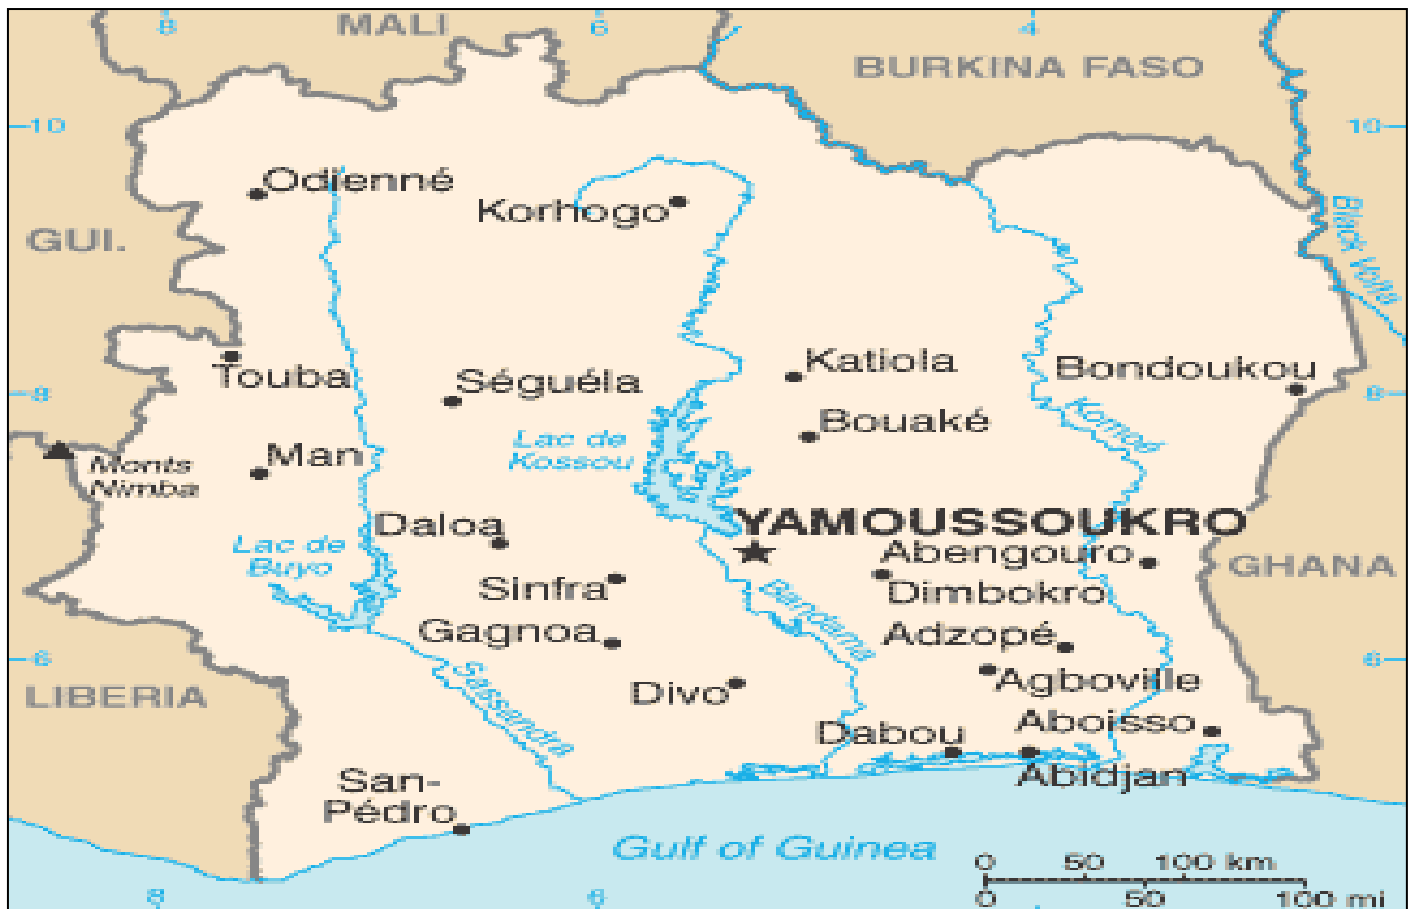 8
6
4
MALI
BURKINA FASO
10
10
Odienné
Korhogo
Black Volta
GUI.
Touba
Katiola
Bondoukou
Séguéla
8
8
Komoé
Bouaké
Lac de
Kossou
Man
Monts
Nimba
YAMOUSSOUKRO
Daloa
Lac de
Buyo
Abengouro
GHANA
Sinfra
Dimbokro
Bandama
Gagnoa
Adzopé
6
6
LIBERIA
Sassandra
Divo
Agboville
Dabou
Aboisso
Abidjan
San-
Pédro
Gulf of Guinea
0 50 100 km
0 50 100 mi
8
6